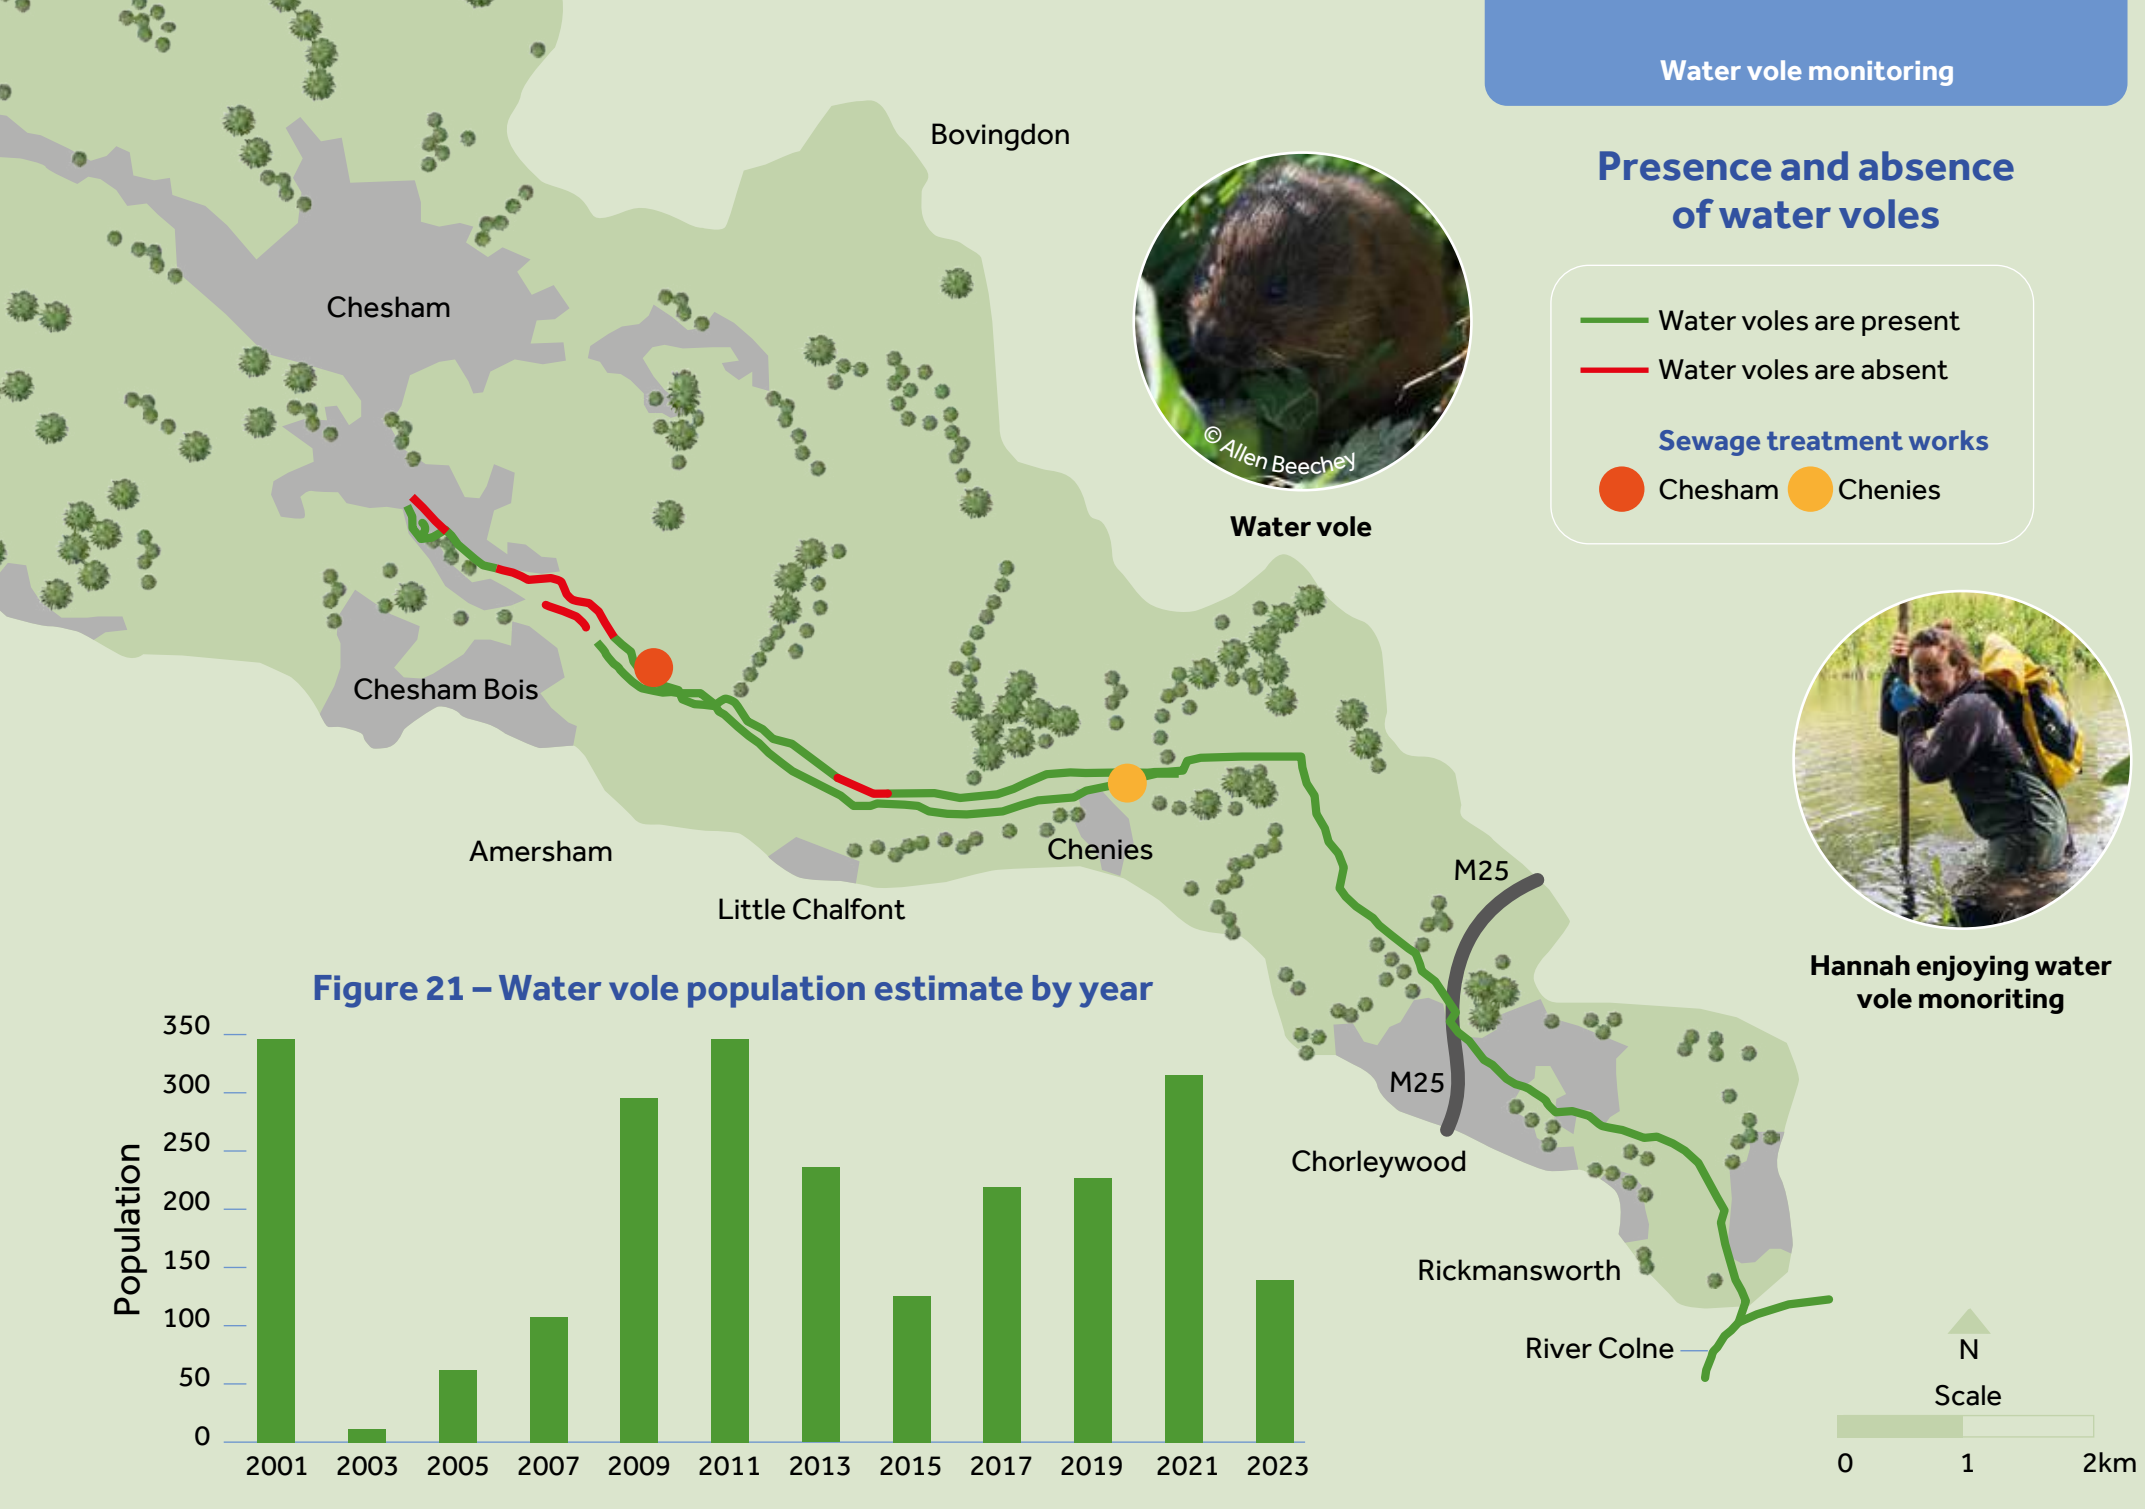 Water vole monitoring
Presence and absence
of water voles
Water voles are present
Water voles are absent
Sewage treatment works
Chesham
Chenies
Bovingdon
© Allen Beechey
Water vole
Chesham
Chesham Bois
Amersham
Little Chalfont
Chenies
M25
M25
Chorleywood
Rickmansworth
River Colne
Hannah enjoying water
vole monoriting
N
Scale
0 1 2km
Figure 21 – Water vole population estimate by year
Population
350
300
250
200
150
100
50
0
2001 2003 2005 2007 2009 2011 2013 2015 2017 2019 2021 2023